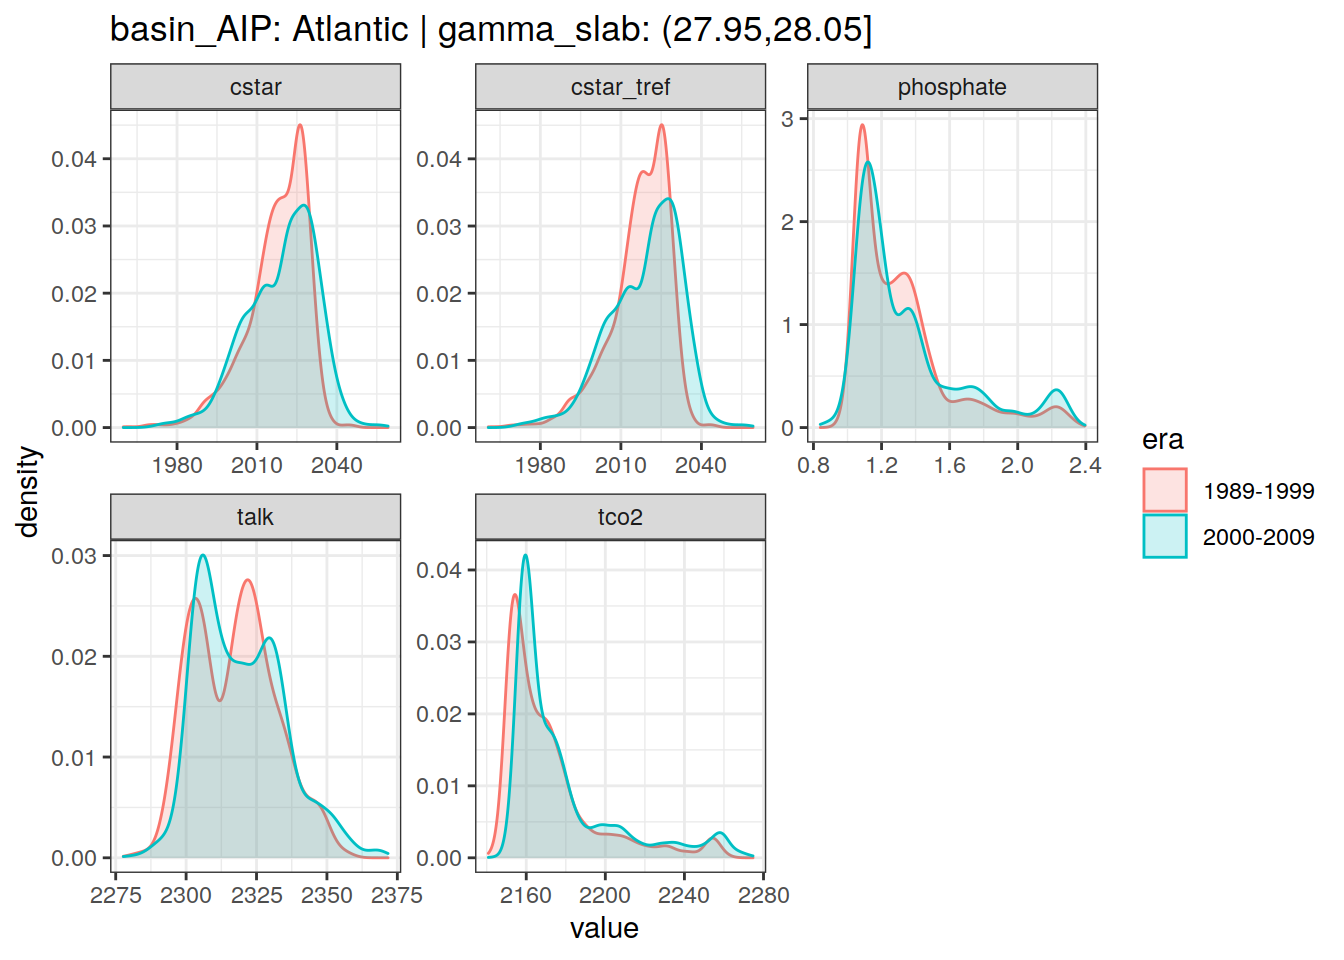 basin_AIP: Atlantic | gamma_slab: (27.95,28.05]
cstar
cstar_tref
phosphate
0.04
0.03
0.02
0.01
0.00
1980 2010 2040
0.04
0.03
0.02
0.01
0.00
1980 2010 2040
3
2
1
0
0.8 1.2 1.6 2.0 2.4
talk
tco2
0.03
0.02
0.01
0.00
2275 2300 2325 2350 2375
0.04
0.03
0.02
0.01
0.00
2160 2200 2240 2280
density
value
era
1989-1999
2000-2009